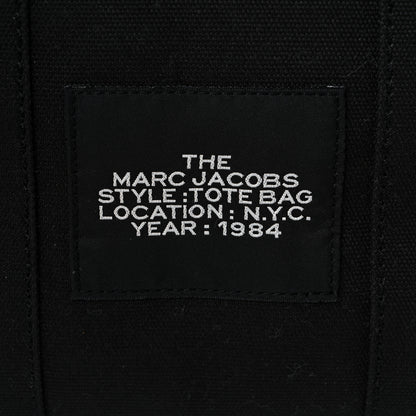 THE
MARC JACOBS
STYLE : TOTE BAG
LOCATION : N.Y.C.
YEAR : 1984